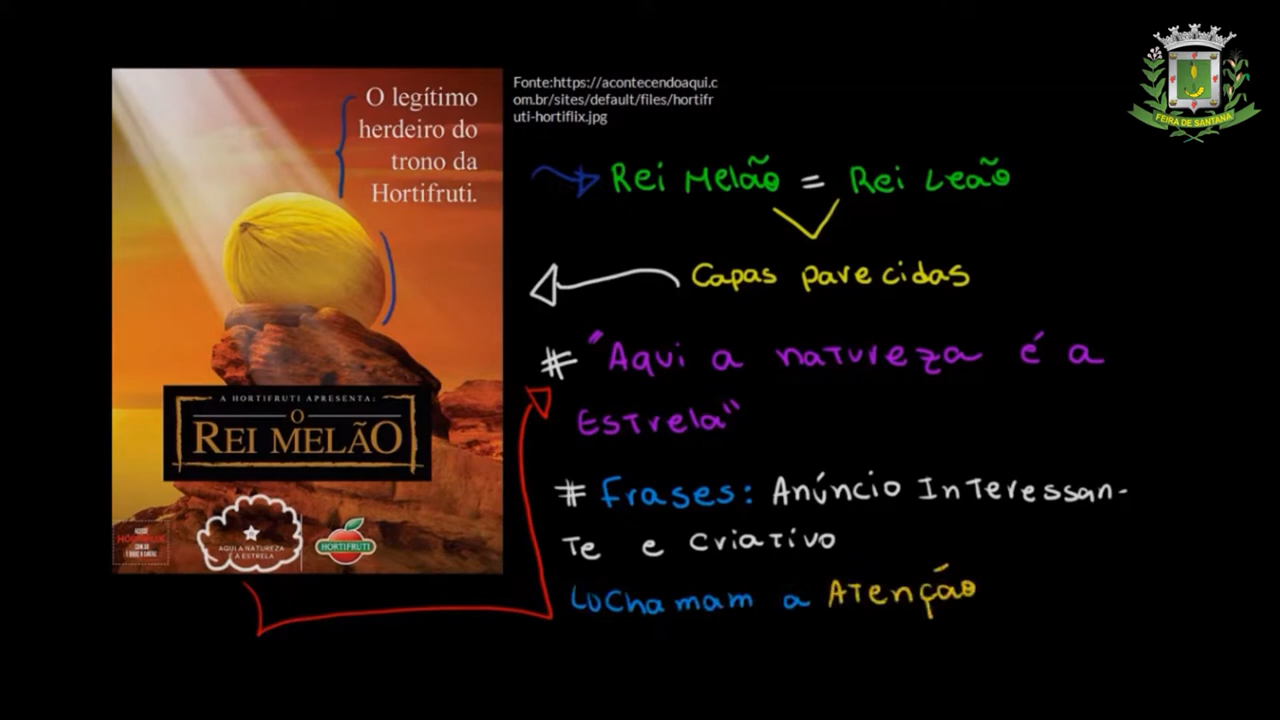 O legítimo
herdeiro do
trono da
Hortifruti.
A HORTIFRUTI APRESENTA:
O
REI MELÃO
AQUI A NATUREZA
É A ESTRELA
HORTIFRUTI
Fonte:https://acontecendoaqui.c
om.br/sites/default/files/hortifr
uti-hortiflix.jpg
FEIRA DE SANTANA
Rei Melão = Rei Leão
Capas parecidas
# "Aqui a natureza é a
Estrela"
# Frases: Anúncio Interessan-
te e criativo
Chamam a Atenção